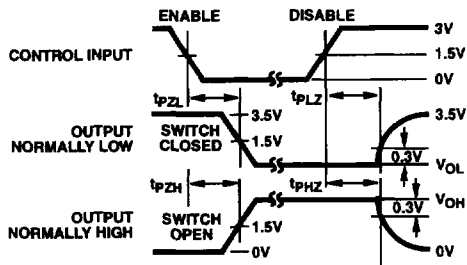 ENABLE
DISABLE
3V
CONTROL INPUT
1.5V
0V
tPZL
tPLZ
3.5V
3.5V
OUTPUT
NORMALLY LOW
SWITCH
CLOSED
1.5V
0.3V
VOL
tPZH
tPHZ
VOH
0.3V
OUTPUT
NORMALLY HIGH
SWITCH
OPEN
1.5V
0V
0V